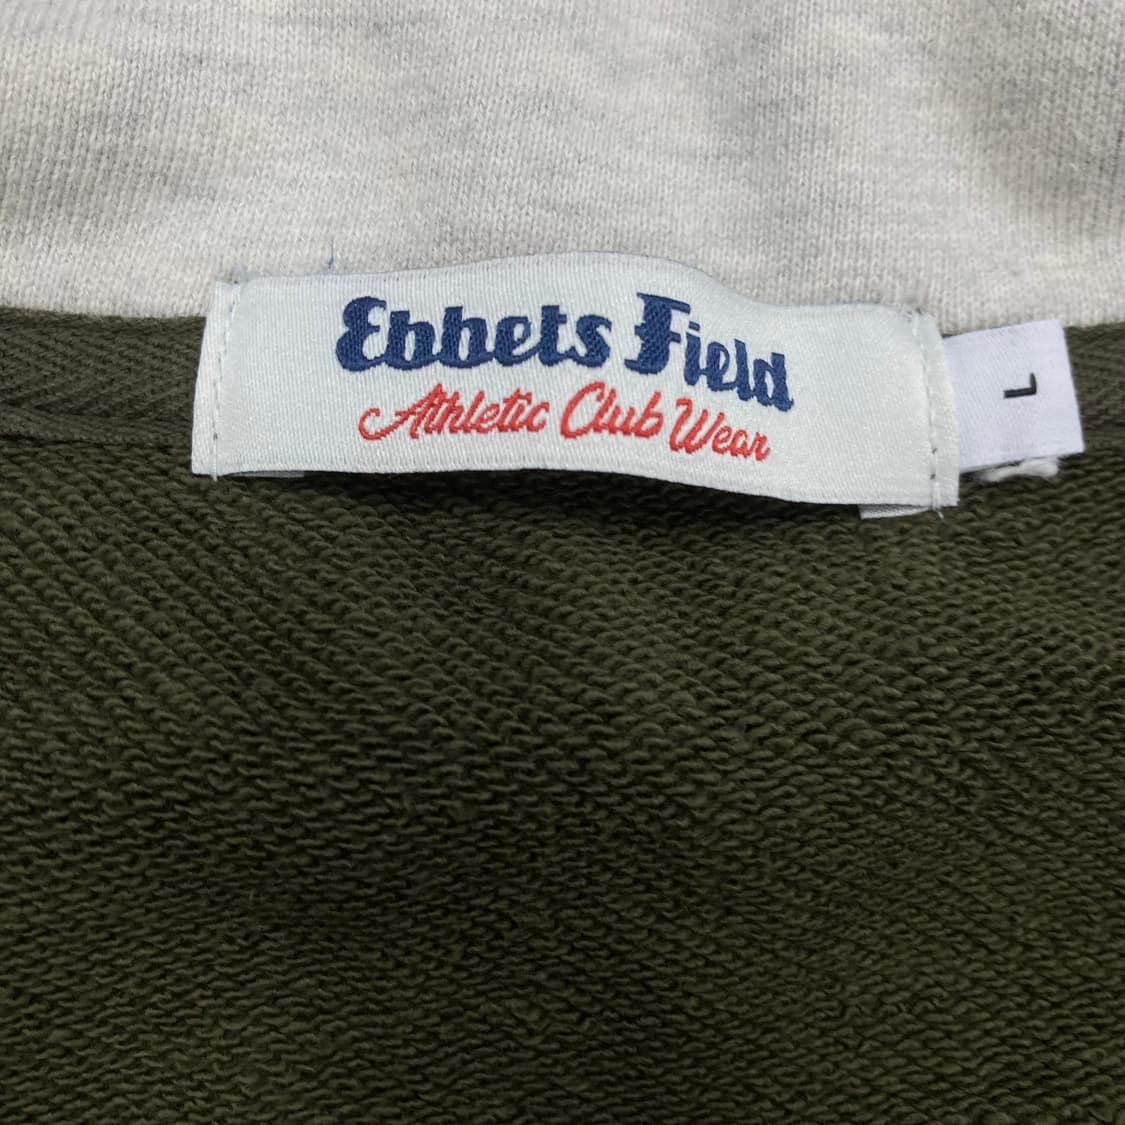 Ebbets Field
Athletic Club Wear
L